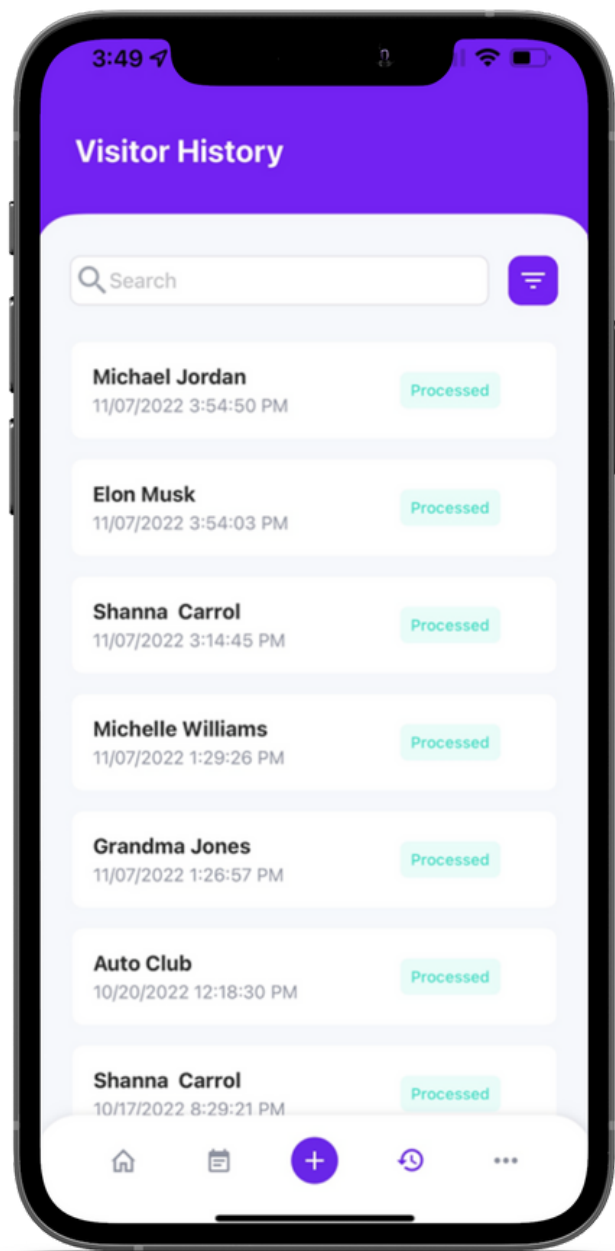 3:49
Visitor History
Search
Michael Jordan
11/07/2022 3:54:50 PM
Processed
Elon Musk
11/07/2022 3:54:03 PM
Processed
Shanna  Carrol
11/07/2022 3:14:45 PM
Processed
Michelle Williams
11/07/2022 1:29:26 PM
Processed
Grandma Jones
11/07/2022 1:26:57 PM
Processed
Auto Club
10/20/2022 12:18:30 PM
Processed
Shanna  Carrol
10/17/2022 8:29:21 PM
Processed